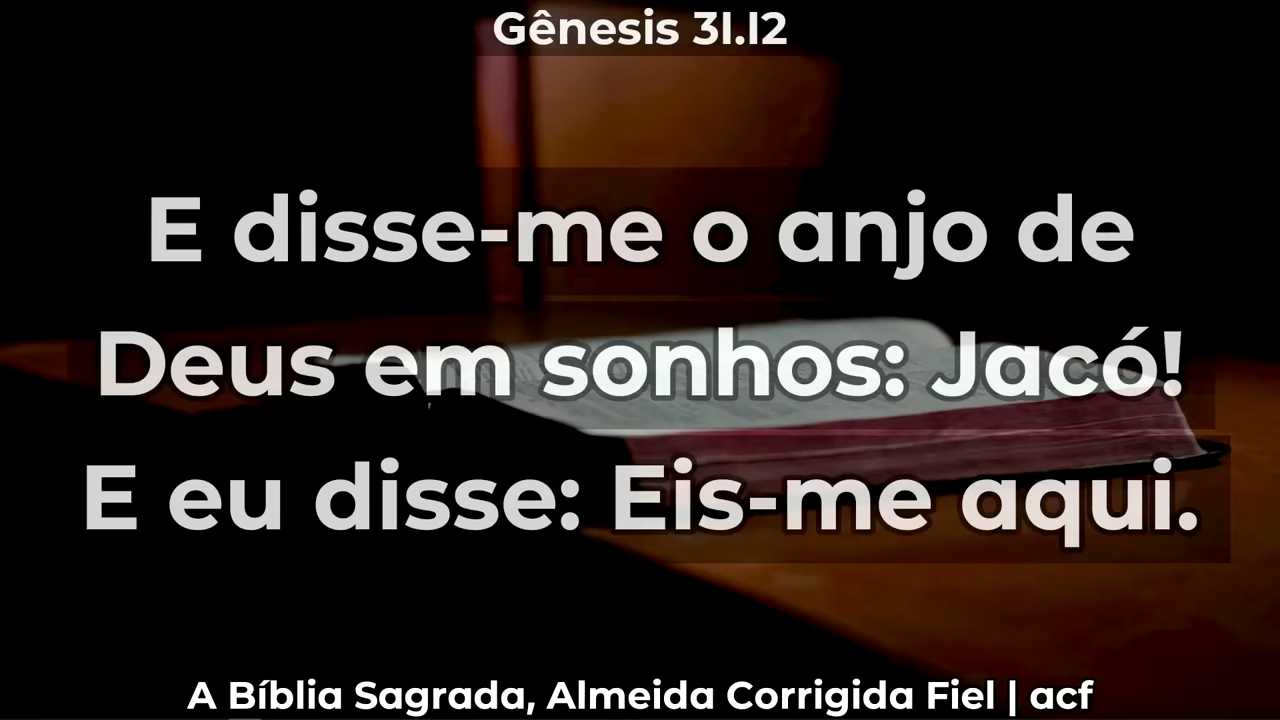 Gênesis 31.12
E disse-me o anjo de
Deus em sonhos: Jacó!
E eu disse: Eis-me aqui.
A Bíblia Sagrada, Almeida Corrigida Fiel | acf